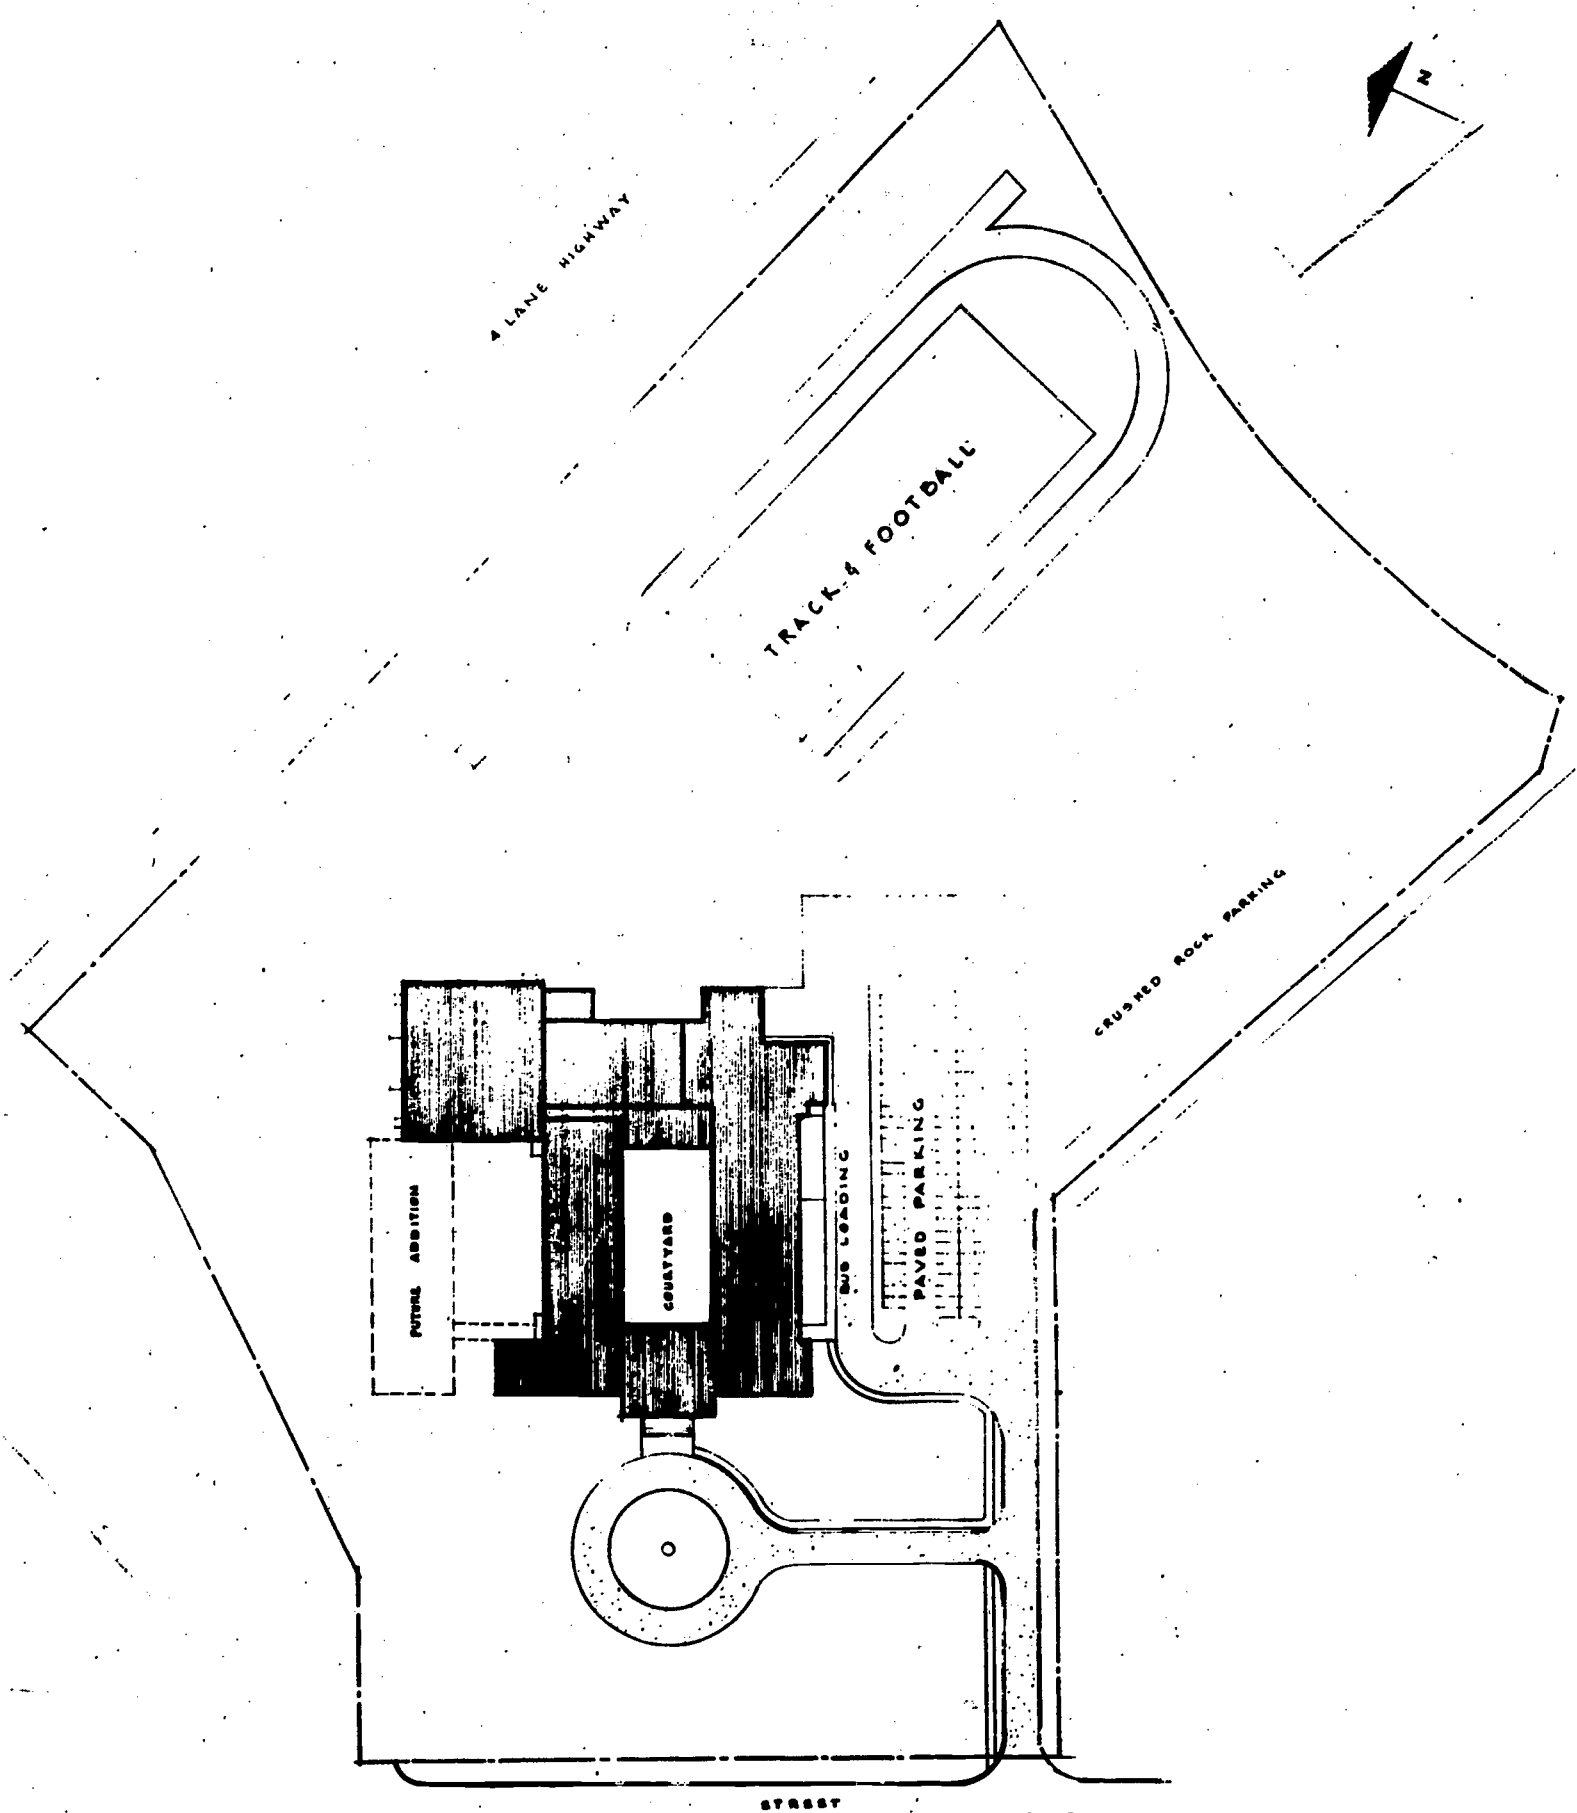 N
4 LANE HIGHWAY
TRACK & FOOTBALL
CRUSHED ROCK PARKING
FUTURE ADDITION
COURTYARD
BUS LOADING
PAVED PARKING
STREET